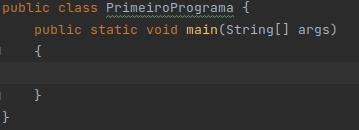 public class PrimeiroPrograma {
    public static void main(String[] args)
    {
    }
}